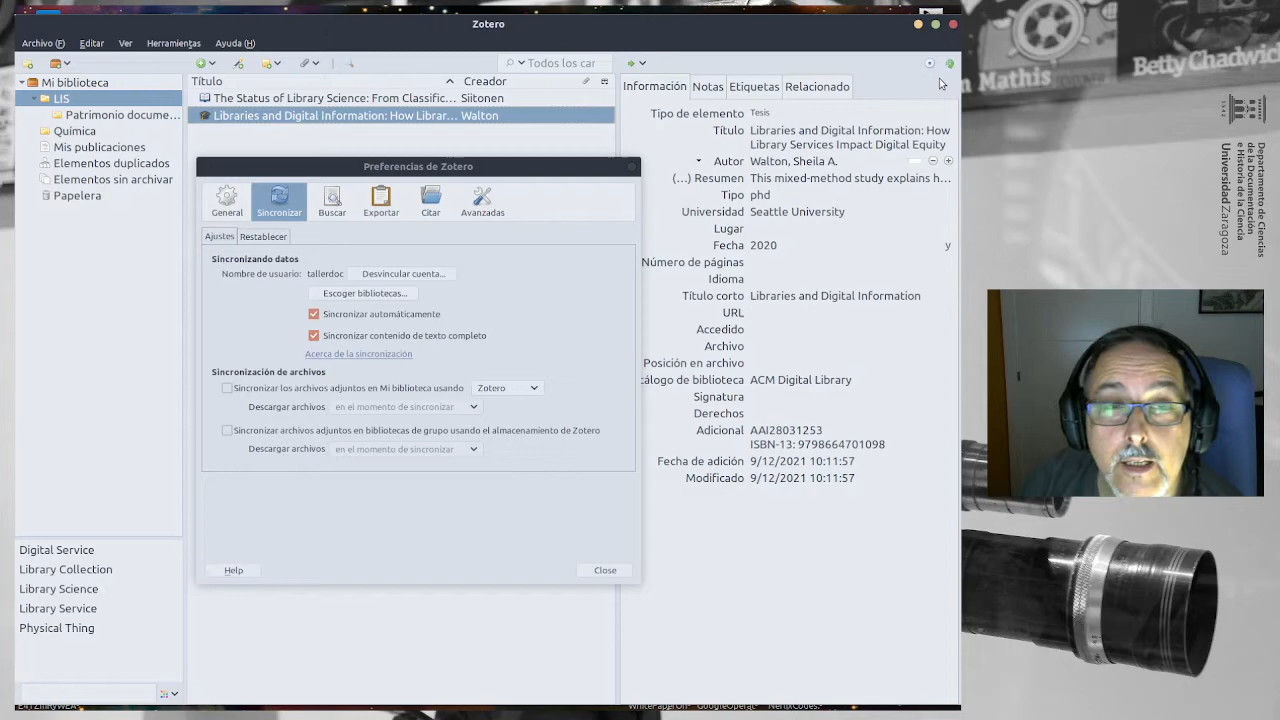 Zotero
Archivo (F) Editar Ver Herramientas Ayuda (H)
Todos los car
Mi biblioteca
LIS
Patrimonio docume...
Química
Mis publicaciones
Elementos duplicados
Elementos sin archivar
Papelera
Título Creador
The Status of Library Science: From Classific... Siitonen
Libraries and Digital Information: How Librar... Walton
Preferencias de Zotero
General Sincronizar Buscar Exportar Citar Avanzadas
Ajustes Restablecer
Sincronizando datos
Nombre de usuario: tallerdoc Desvincular cuenta...
Escoger bibliotecas...
Sincronizar automáticamente
Sincronizar contenido de texto completo
Acerca de la sincronización
Sincronización de archivos
Sincronizar los archivos adjuntos en Mi biblioteca usando Zotero
Descargar archivos en el momento de sincronizar
Sincronizar archivos adjuntos en bibliotecas de grupo usando el almacenamiento de Zotero
Descargar archivos en el momento de sincronizar
Help Close
Información Notas Etiquetas Relacionado
Tipo de elemento Tesis
Título Libraries and Digital Information: How
Library Services Impact Digital Equity
Autor Walton, Sheila A.
(...) Resumen This mixed-method study explains h...
Tipo phd
Universidad Seattle University
Lugar
Fecha 2020 y
Número de páginas
Idioma
Título corto Libraries and Digital Information
URL
Accedido
Archivo
Posición en archivo
álogo de biblioteca ACM Digital Library
Signatura
Derechos
Adicional AAI28031253
ISBN-13: 9798664701098
Fecha de adición 9/12/2021 10:11:57
Modificado 9/12/2021 10:11:57
Digital Service
Library Collection
Library Science
Library Service
Physical Thing
n Mathis
Betty Chadwic
1542
Universidad Zaragoza
Departamento de Ciencias
de la Documentación
e Historia de la Ciencia